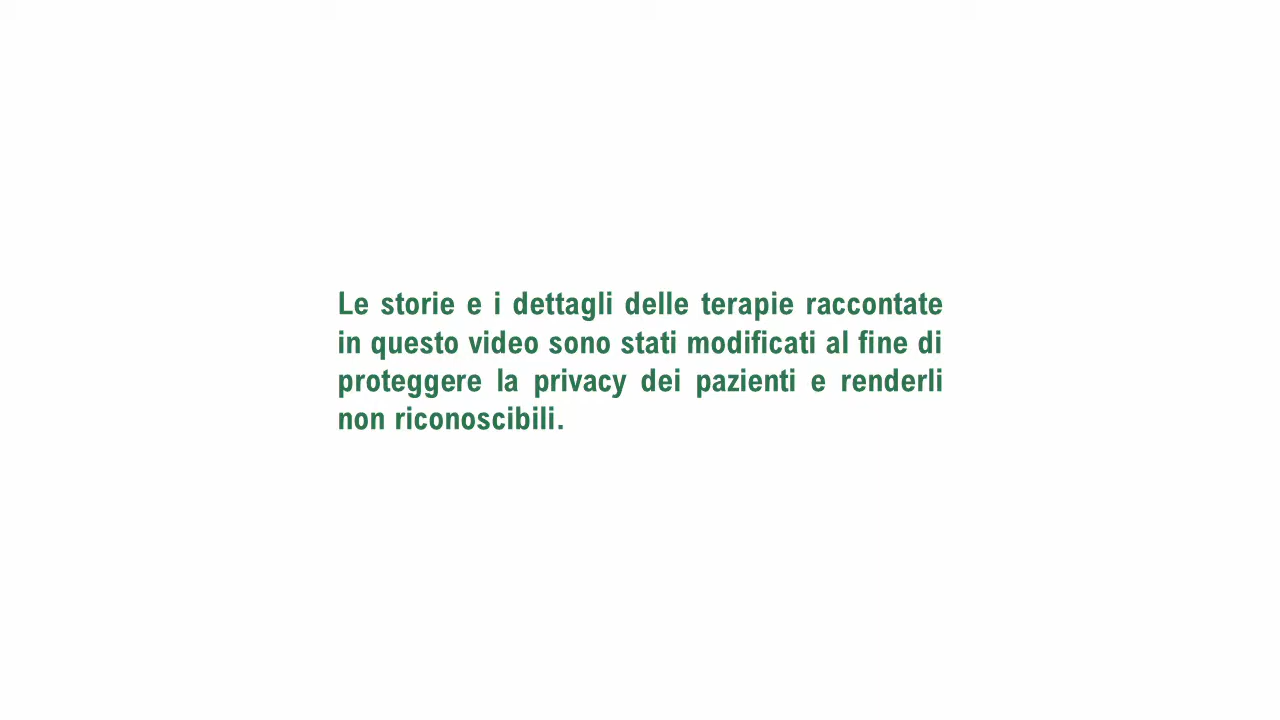 Le storie e i dettagli delle terapie raccontate
in questo video sono stati modificati al fine di
proteggere la privacy dei pazienti e renderli
non riconoscibili.